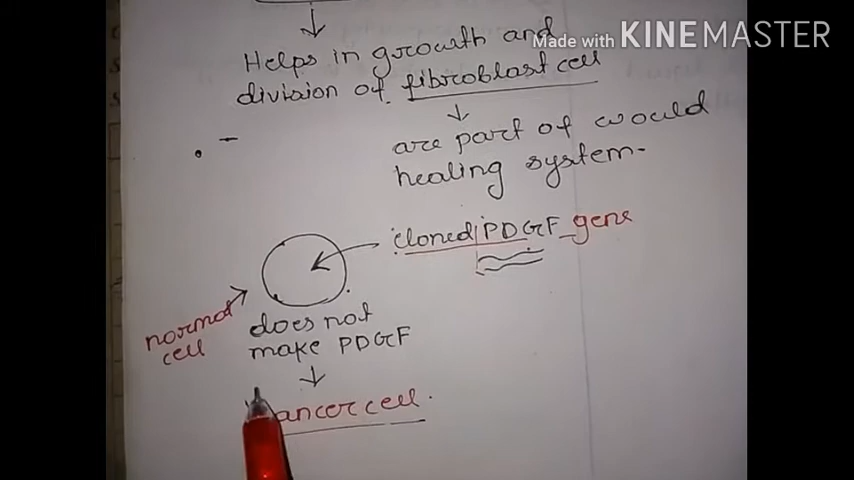 Made with KINEMASTER
Helps in growth and
division of fibroblast cell
are part of would
healing system.
cloned PDGF gene
normal
cell
does not
make PDGF
cancer cell.